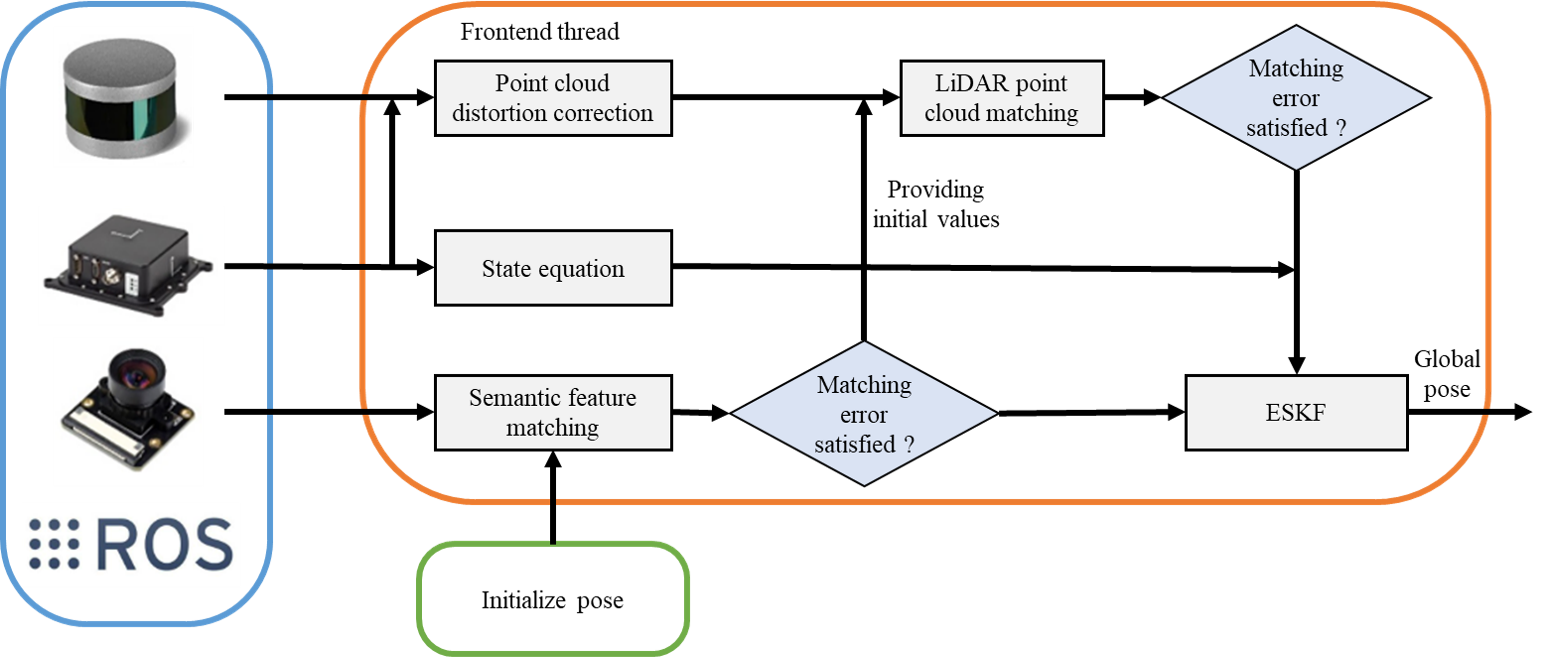 Frontend thread
Point cloud
distortion correction
LiDAR point
cloud matching
Matching
error
satisfied ?
Providing
initial values
State equation
Semantic feature
matching
Matching
error
satisfied ?
ESKF
Global
pose
ROS
Initialize pose